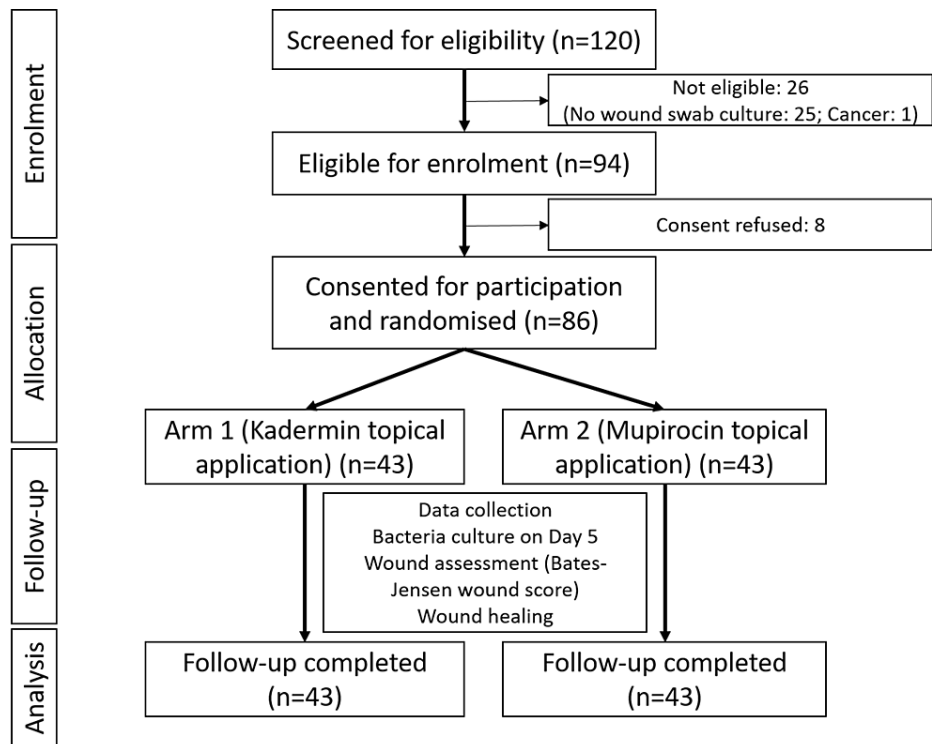 Enrolment
Screened for eligibility (n=120)
Not eligible: 26
(No wound swab culture: 25; Cancer: 1)
Eligible for enrolment (n=94)
Consent refused: 8
Allocation
Consented for participation
and randomised (n=86)
Arm 1 (Kadermin topical
application) (n=43)
Arm 2 (Mupirocin topical
application) (n=43)
Follow-up
Data collection
Bacteria culture on Day 5
Wound assessment (Bates-
Jensen wound score)
Wound healing
Analysis
Follow-up completed
(n=43)
Follow-up completed
(n=43)